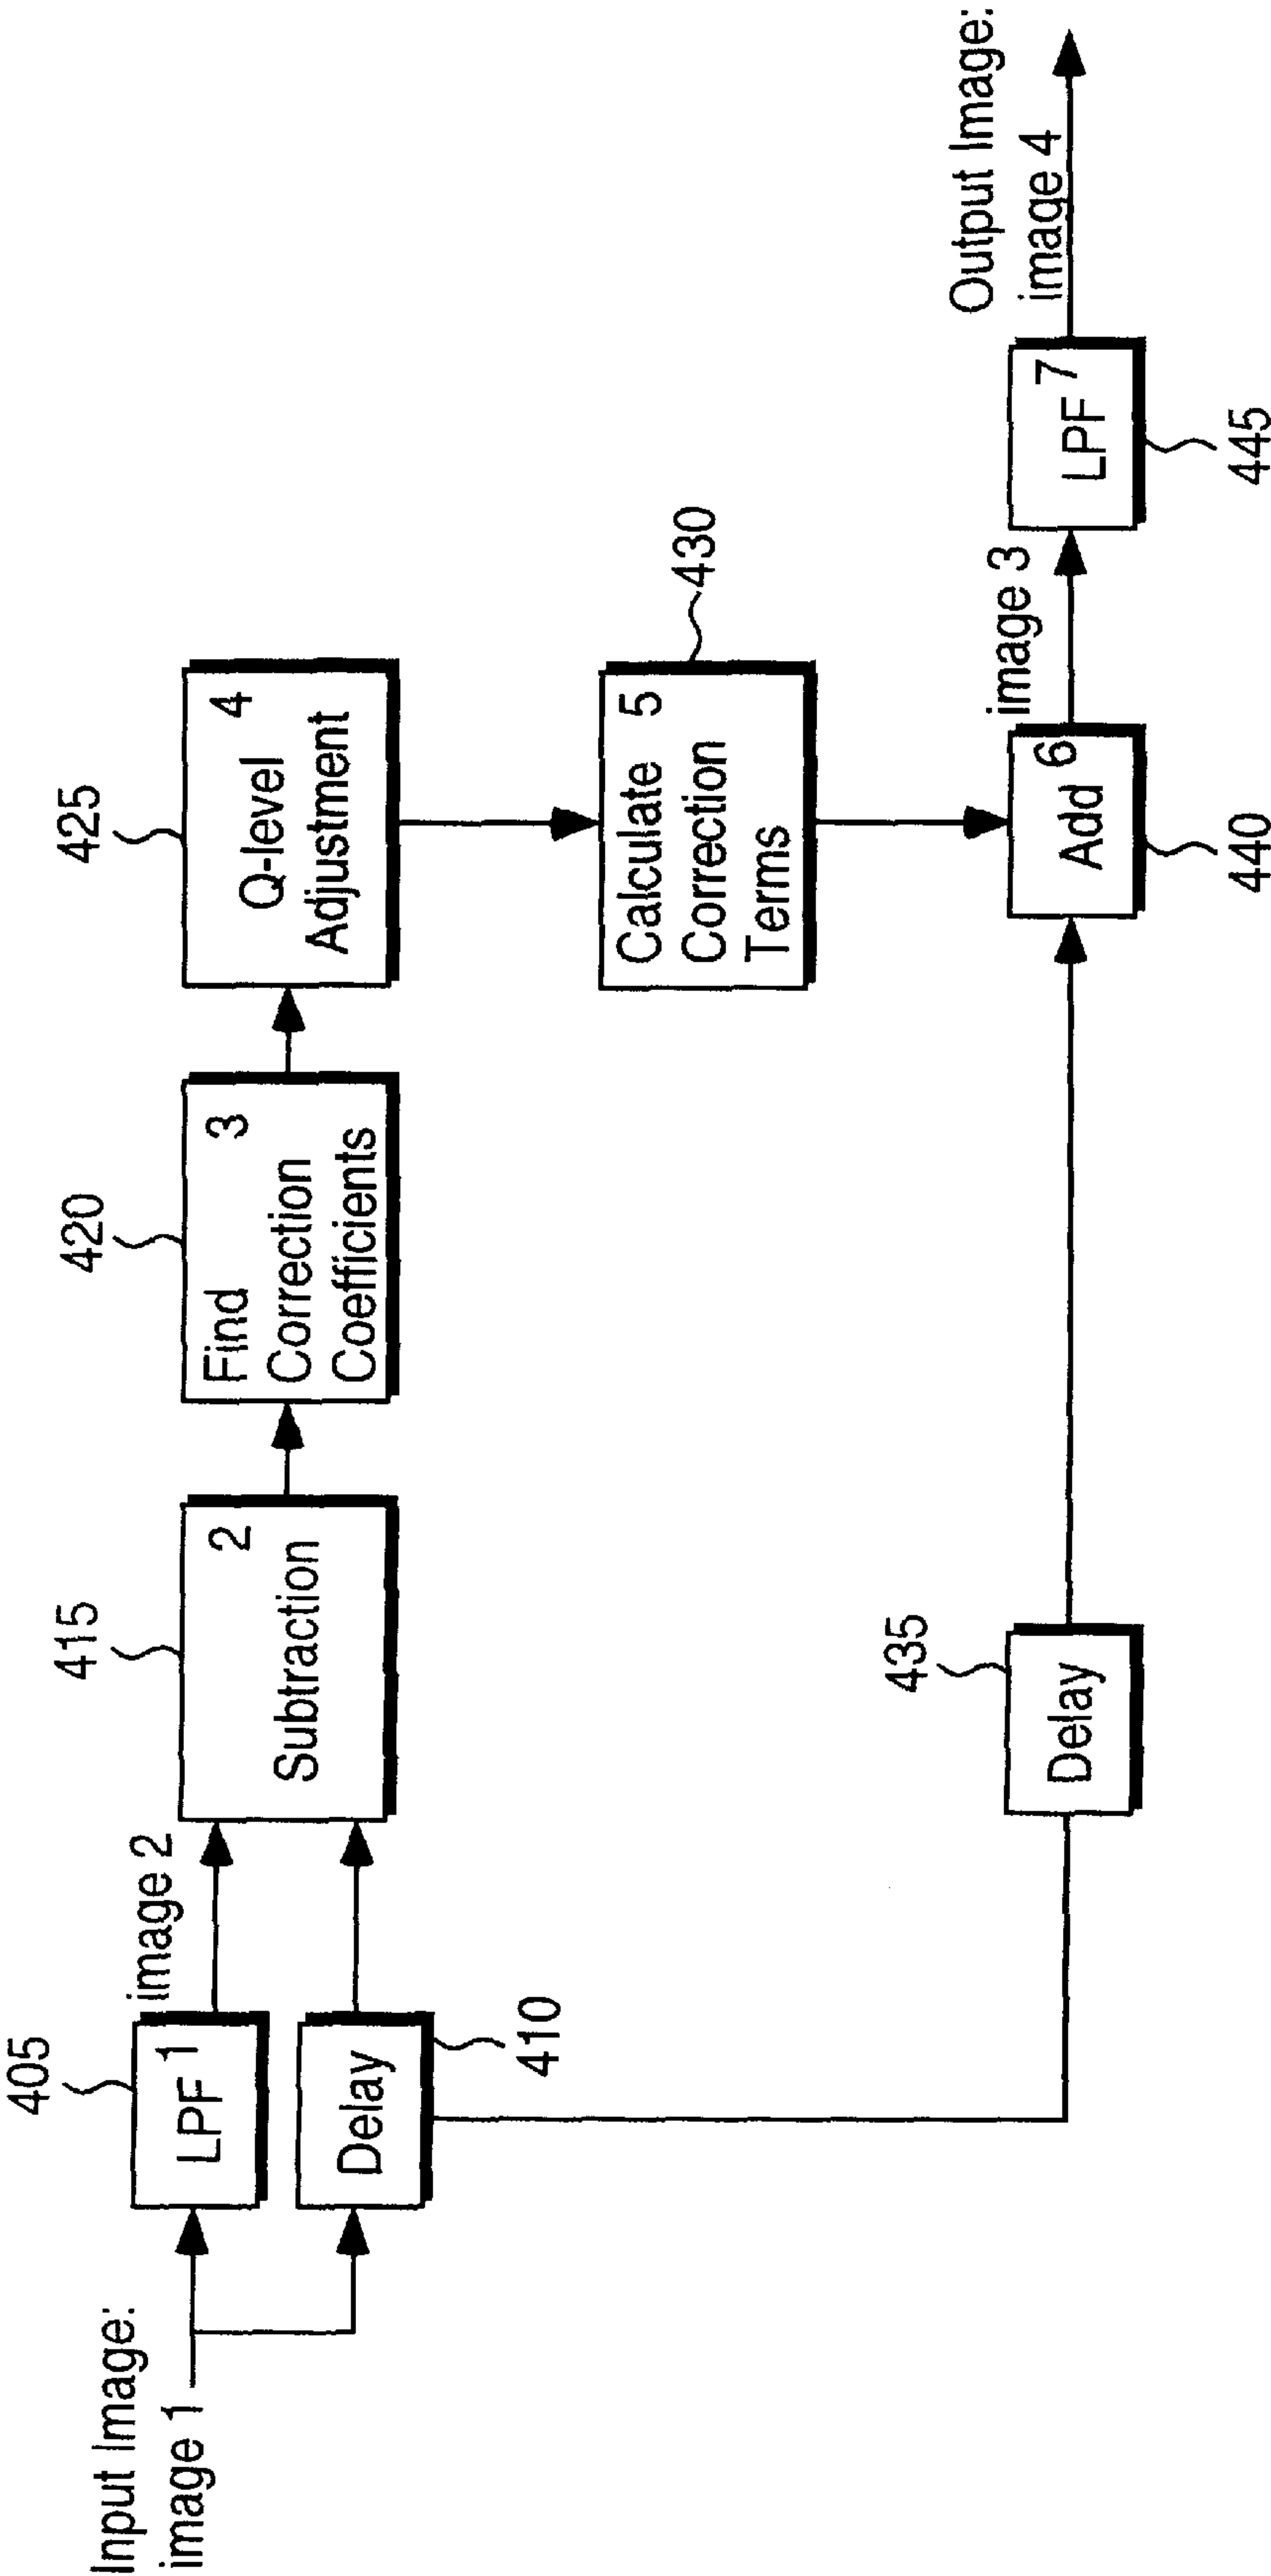 Input Image:
image 1
405
LPF 1
image 2
Delay
410
415
2
Subtraction
420
Find 3
Correction
Coefficients
425
4
Q-level
Adjustment
430
Calculate 5
Correction
Terms
435
Delay
Add 6
440
image 3
LPF 7
445
Output Image:
image 4